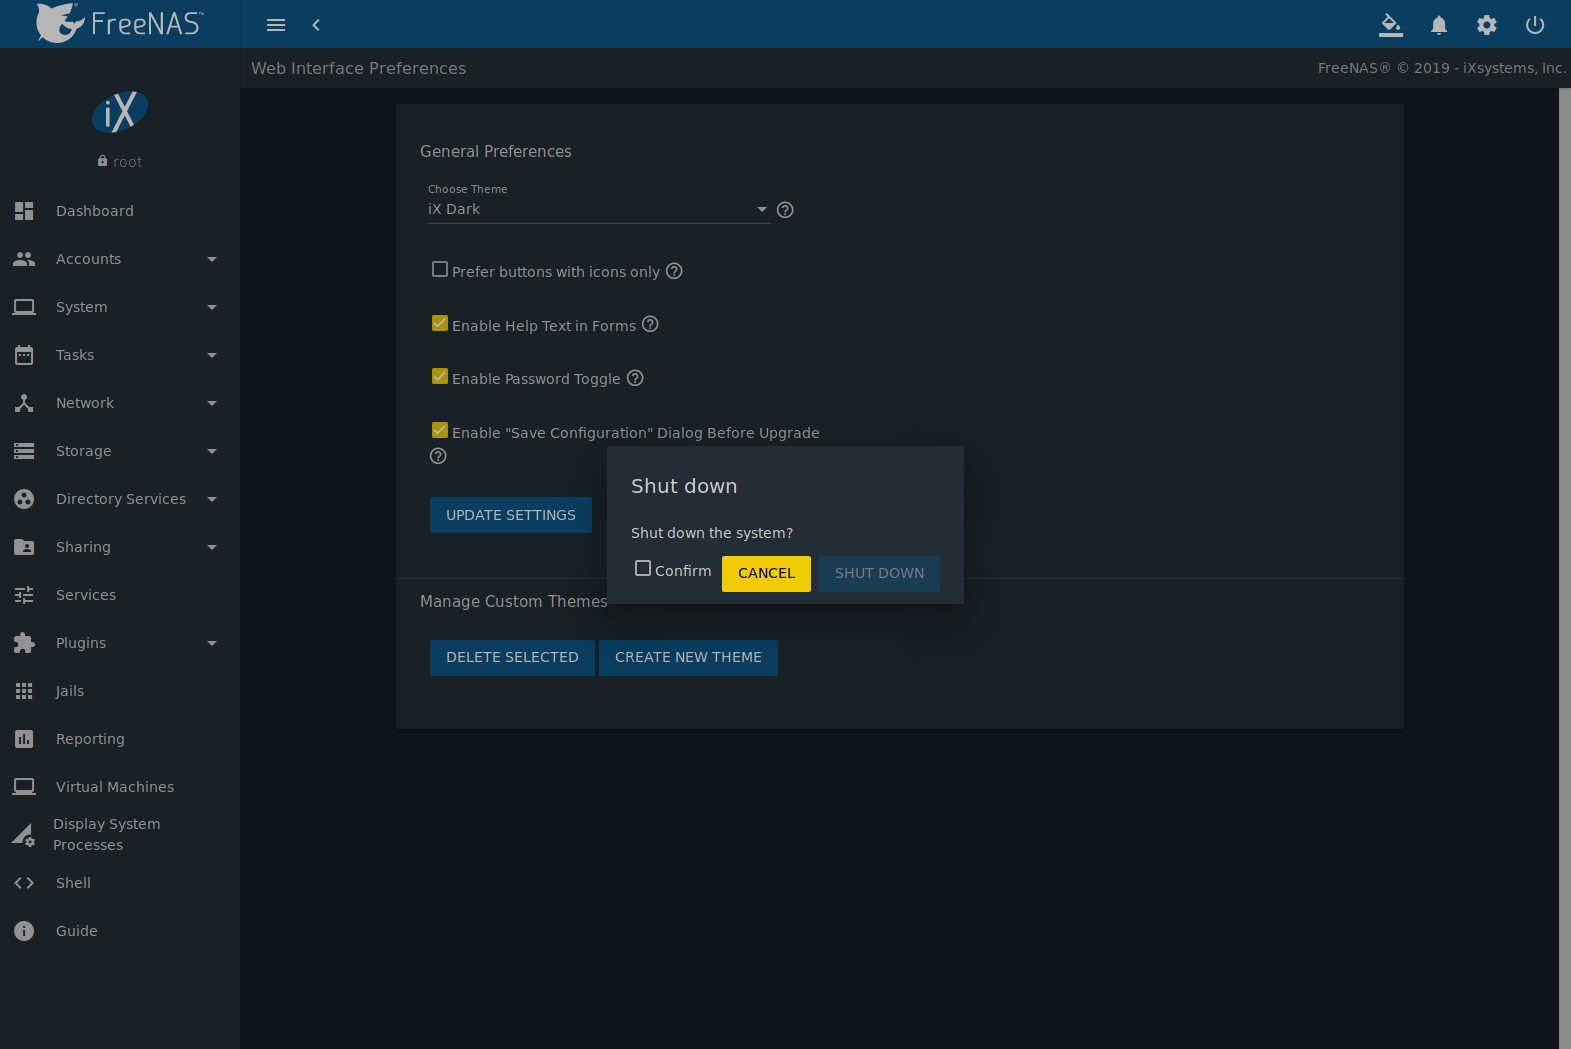 FreeNAS™
Web Interface Preferences
FreeNAS® © 2019 - iXsystems, Inc.
iX
root
Dashboard
Accounts
System
Tasks
Network
Storage
Directory Services
Sharing
Services
Plugins
Jails
Reporting
Virtual Machines
Display System
Processes
Shell
Guide
General Preferences
Choose Theme
iX Dark
Prefer buttons with icons only
Enable Help Text in Forms
Enable Password Toggle
Enable "Save Configuration" Dialog Before Upgrade
UPDATE SETTINGS
Shut down
Shut down the system?
Confirm CANCEL SHUT DOWN
Manage Custom Themes
DELETE SELECTED CREATE NEW THEME